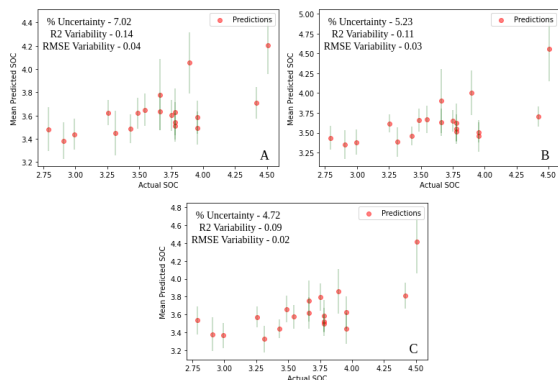 % Uncertainty - 7.02
R2 Variability - 0.14
RMSE Variability - 0.04
Predictions
Mean Predicted SOC
4.4
4.2
4.0
3.8
3.6
3.4
3.2
A
2.75 3.00 3.25 3.50 3.75 4.00 4.25 4.50
Actual SOC
% Uncertainty - 5.23
R2 Variability - 0.11
RMSE Variability - 0.03
Predictions
Mean Predicted SOC
5.00
4.75
4.50
4.25
4.00
3.75
3.50
3.25
B
2.75 3.00 3.25 3.50 3.75 4.00 4.25 4.50
Actual SOC
% Uncertainty - 4.72
R2 Variability - 0.09
RMSE Variability - 0.02
Predictions
Mean Predicted SOC
4.8
4.6
4.4
4.2
4.0
3.8
3.6
3.4
3.2
C
2.75 3.00 3.25 3.50 3.75 4.00 4.25 4.50
Actual SOC